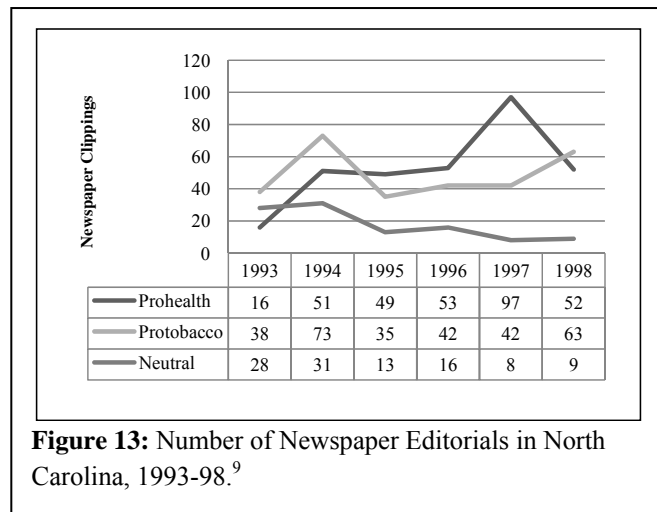 120
100
80
60
40
20
0
Newspaper Clippings
1993 1994 1995 1996 1997 1998
Prohealth 16 51 49 53 97 52
Protobacco 38 73 35 42 42 63
Neutral 28 31 13 16 8 9
Figure 13: Number of Newspaper Editorials in North
Carolina, 1993-98.9